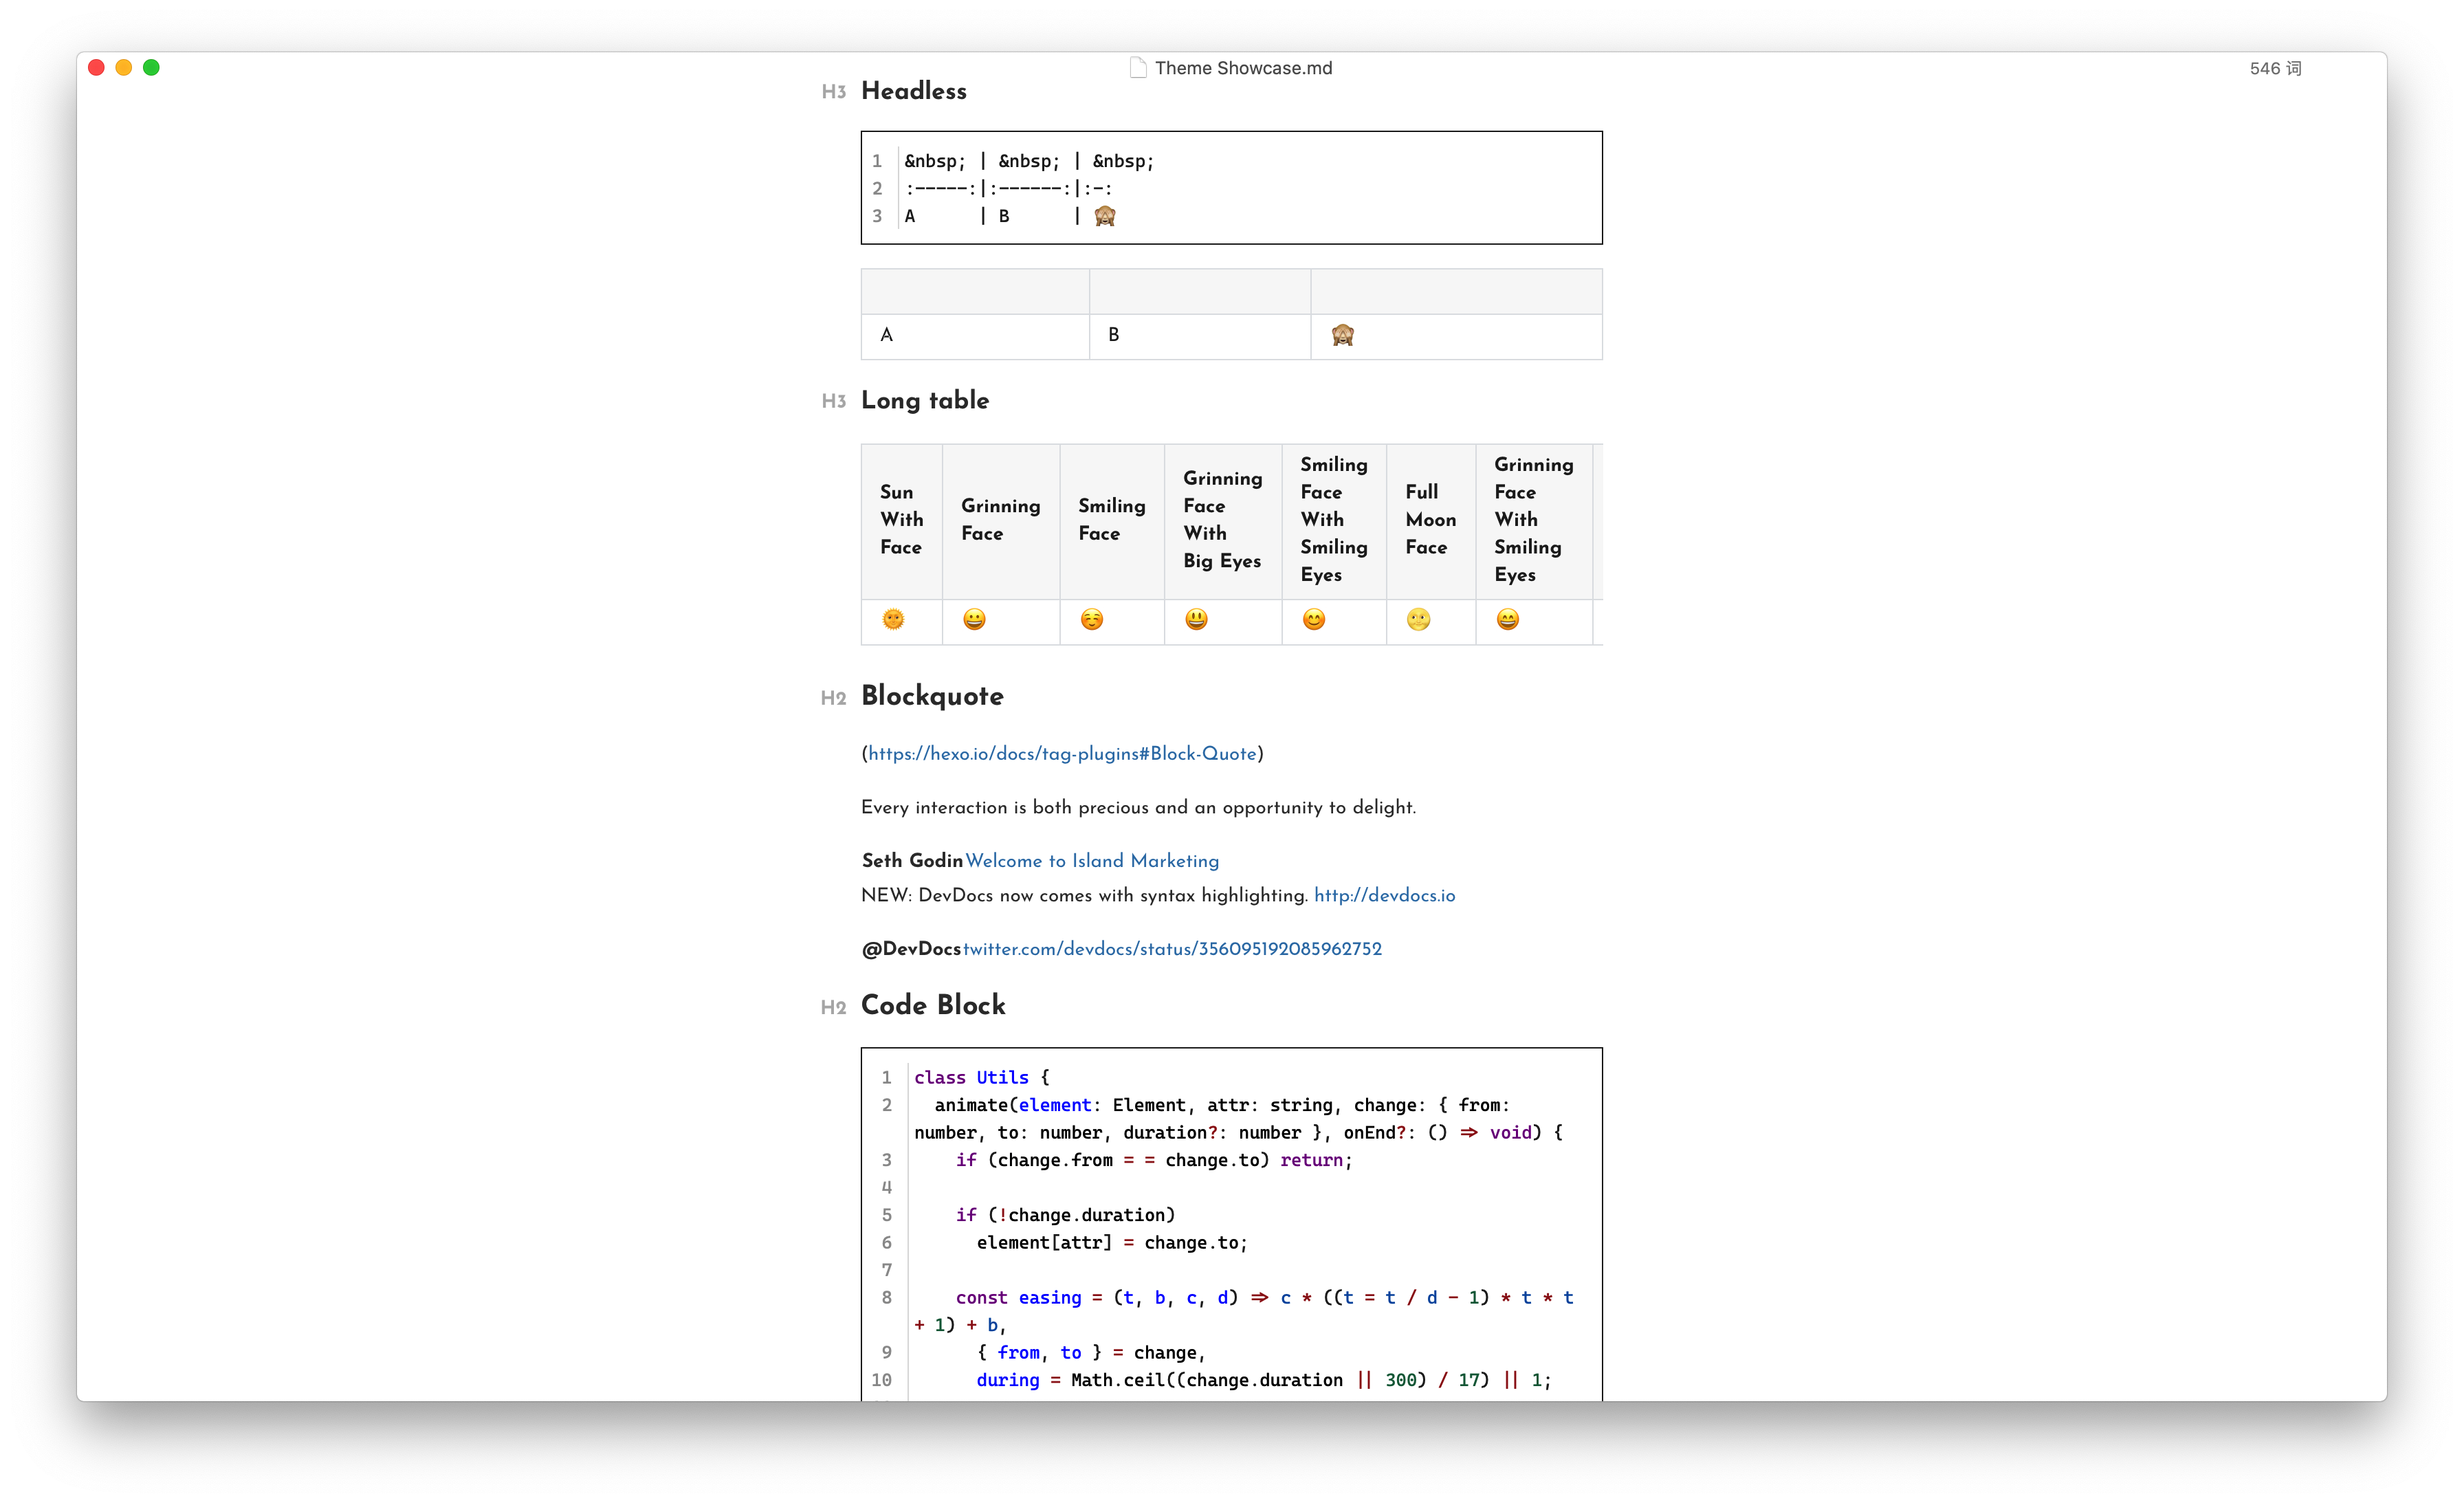 Theme Showcase.md
546 词
H3 Headless
1 &nbsp; | &nbsp; | &nbsp;
2 :-----:|:------:|:-:
3 A      | B      | 🙈
A B 🙈
H3 Long table
Sun With Face
Grinning Face
Smiling Face
Grinning Face With Big Eyes
Smiling Face With Smiling Eyes
Full Moon Face
Grinning Face With Smiling Eyes
🌞 😀 ☺️ 😃 😊 🌝 😄
H2 Blockquote
(https://hexo.io/docs/tag-plugins#Block-Quote)
Every interaction is both precious and an opportunity to delight.
Seth GodinWelcome to Island Marketing
NEW: DevDocs now comes with syntax highlighting. http://devdocs.io
@DevDocstwitter.com/devdocs/status/356095192085962752
H2 Code Block
1 class Utils {
2   animate(element: Element, attr: string, change: { from:
number, to: number, duration?: number }, onEnd?: () => void) {
3     if (change.from = = change.to) return;
4
5     if (!change.duration)
6       element[attr] = change.to;
7
8     const easing = (t, b, c, d) => c * ((t = t / d - 1) * t * t
+ 1) + b,
9       { from, to } = change,
10       during = Math.ceil((change.duration || 300) / 17) || 1;